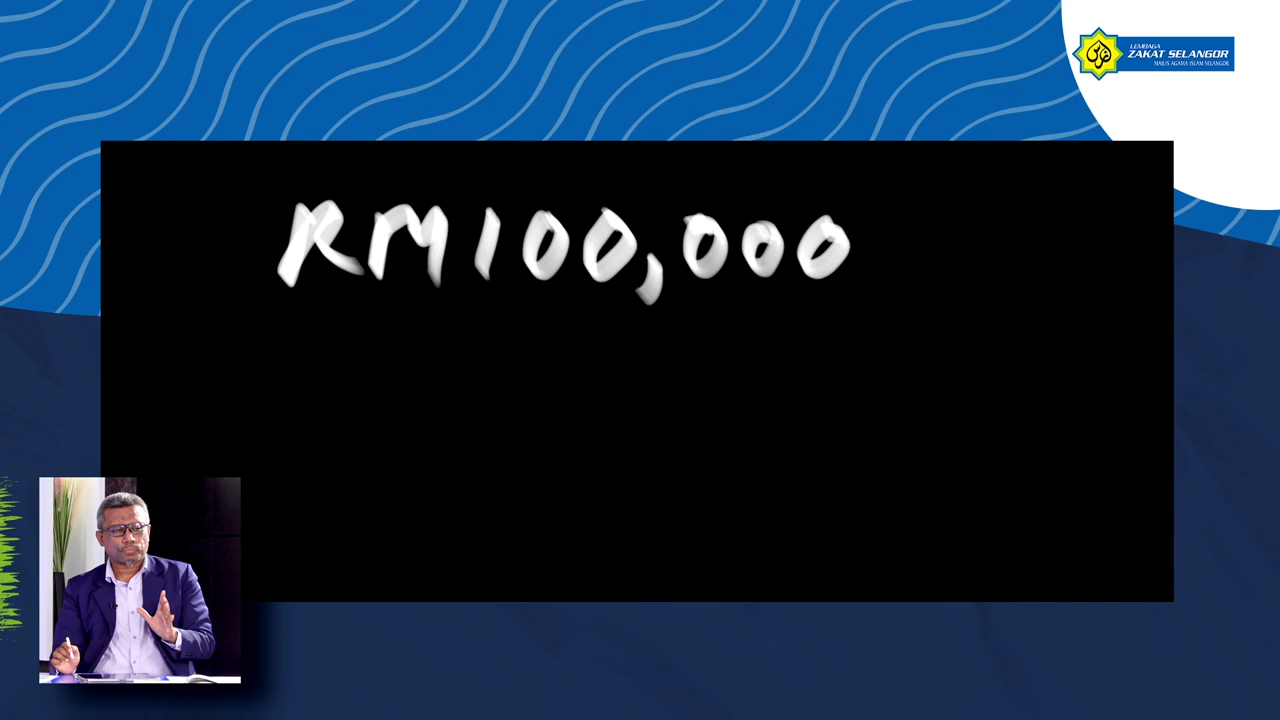 LEMBAGA
ZAKAT SELANGOR
MAJLIS AGAMA ISLAM SELANGOR
RM100,000